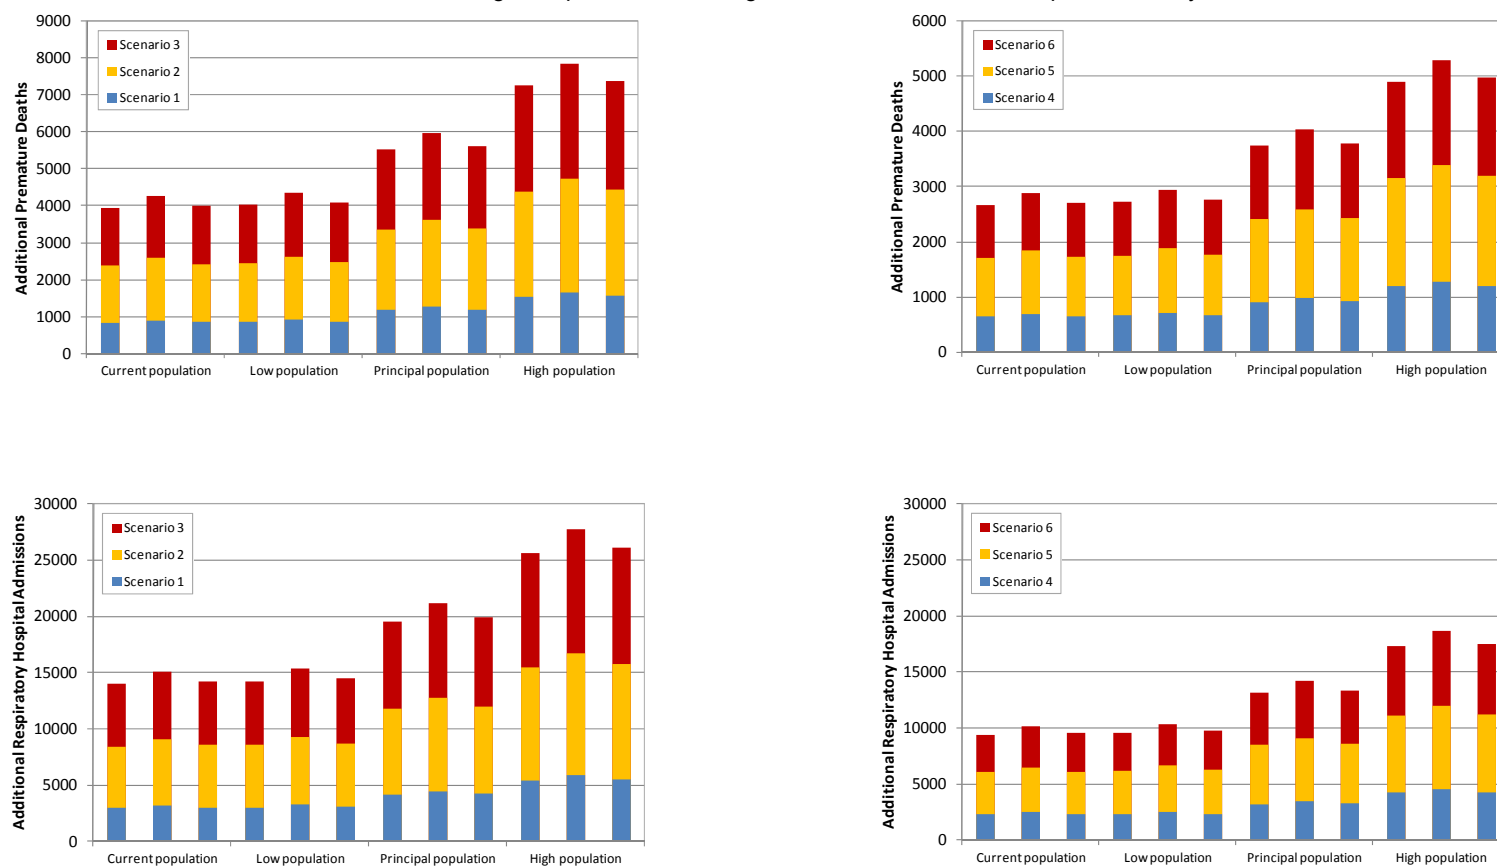 9000
8000
7000
6000
5000
4000
3000
2000
1000
0
Additional Premature Deaths
Scenario 3
Scenario 2
Scenario 1
Current population Low population Principal population High population
6000
5000
4000
3000
2000
1000
0
Additional Premature Deaths
Scenario 6
Scenario 5
Scenario 4
Current population Low population Principal population High population
30000
25000
20000
15000
10000
5000
0
Additional Respiratory Hospital Admissions
Scenario 3
Scenario 2
Scenario 1
Current population Low population Principal population High population
30000
25000
20000
15000
10000
5000
0
Additional Respiratory Hospital Admissions
Scenario 6
Scenario 5
Scenario 4
Current population Low population Principal population High population